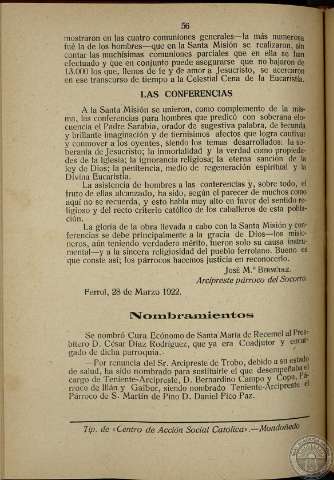 56
mostraron en las cuatro comuniones generales—la más numerosa
fué la de los hombres—que en la Santa Misión se realizaron, sin
contar las muchísimas comuniones parciales que en ella se han
efectuado y que en conjunto puede asegurarse que no bajaron de
13.000 los que, llenos de fe y de amor a Jesucristo, se acercaron
en ese transcurso de tiempo a la Celestial Cena de la Eucaristía.
LAS CONFERENCIAS
A la Santa Misión se unieron, como complemento de la mis-
ma, las conferencias para hombres que predicó con soberana elo-
cuencia el Padre Sarabia, orador de sugestiva palabra, de fecunda
y brillante imaginación y de ternísimos afectos que logra cautivar
y conmover a los oyentes, siendo los temas desarrollados: la so-
beranía de Jesucristo; la inmortalidad y la verdad como propieda-
des de la Iglesia; la ignorancia religiosa; la eterna sanción de la
ley de Dios; la penitencia, medio de regeneración espiritual y la
Divina Eucaristía.
La asistencia de hombres a las conferencias y, sobre todo, el
fruto de ellas alcanzado, ha sido, según el parecer de muchos como
aquí no se recuerda, y esto habla muy alto en favor del sentido re-
ligioso y del recto criterio católico de los caballeros de esta pobla-
ción.
La gloria de la obra llevada a cabo con la Santa Misión y con-
ferencias se debe principalmente a la gracia de Dios—los misio-
neros, aún teniendo verdadero mérito, fueron solo su causa instru-
mental—y a la sincera religiosidad del pueblo ferrolano. Bueno es
que conste así; los párrocos hacemos justicia en reconocerlo.
José M.ª Bermúdez.
Arcipreste párroco del Socorro.
Ferrol, 28 de Marzo 1922.
Nombramientos
Se nombró Cura Ecónomo de Santa María de Recemel al Pres-
bítero D. César Díaz Rodríguez, que ya era Coadjutor y encar-
gado de dicha parroquia.
—Por renuncia del Sr. Arcipreste de Trobo, debido a su estado
de salud, ha sido nombrado para sustituirle el que desempeñaba el
cargo de Teniente-Arcipreste, D. Bernardino Campo y Copa, Pá-
rroco de Illán y Gaibor, siendo nombrado Teniente-Arcipreste el
Párroco de S. Martín de Pino D. Daniel Pico Paz.
Tip. de «Centro de Acción Social Católica».—Mondoñedo